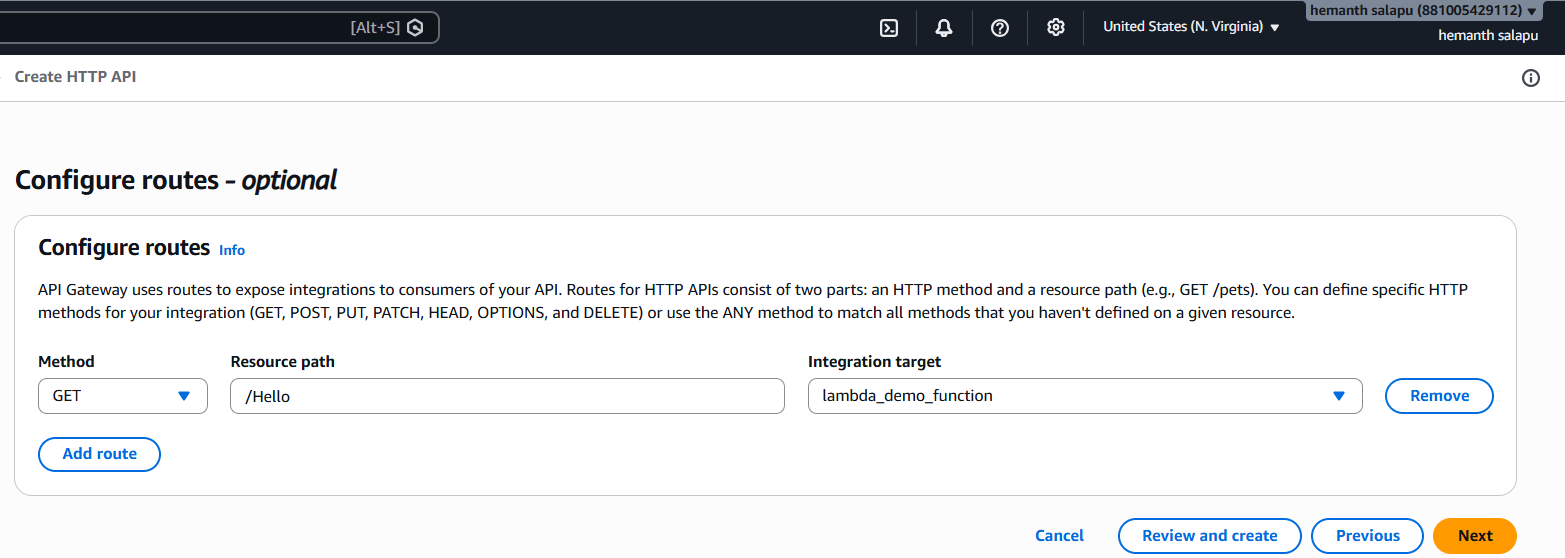 [Alt+S]
United States (N. Virginia)
hemanth salapu (881005429112)
hemanth salapu
Create HTTP API
Configure routes - optional
Configure routes Info
API Gateway uses routes to expose integrations to consumers of your API. Routes for HTTP APIs consist of two parts: an HTTP method and a resource path (e.g., GET /pets). You can define specific HTTP
methods for your integration (GET, POST, PUT, PATCH, HEAD, OPTIONS, and DELETE) or use the ANY method to match all methods that you haven't defined on a given resource.
Method Resource path Integration target
GET /Hello lambda_demo_function Remove
Add route
Cancel Review and create Previous Next